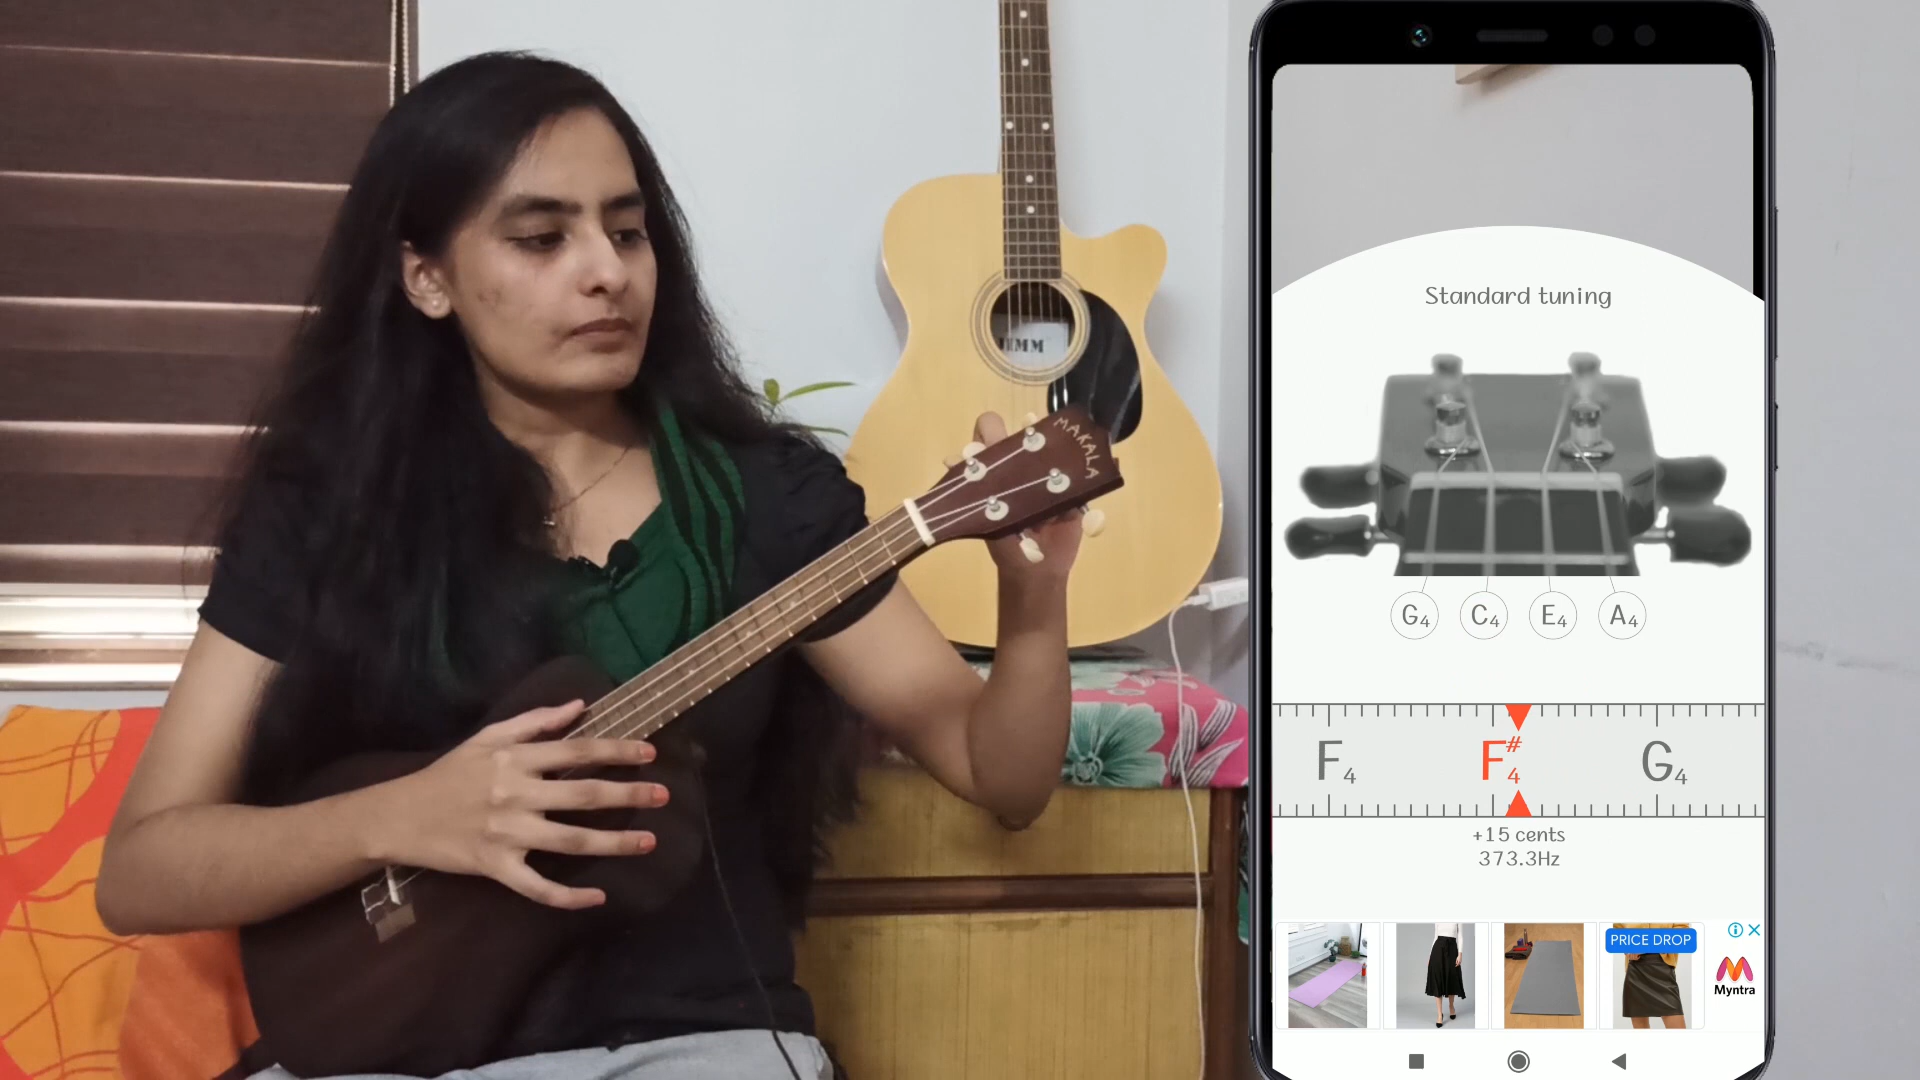 MAKALA
Standard tuning
G4 C4 E4 A4
F4 F#4 G4
+15 cents
373.3Hz
PRICE DROP
Myntra